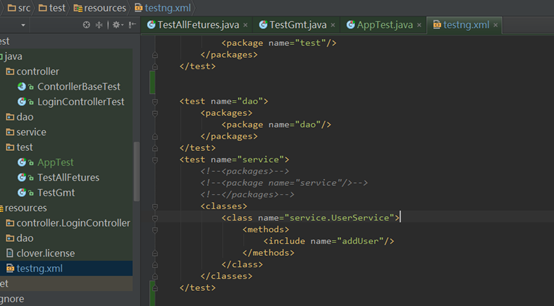 src test resources testng.xml
TestAllFetures.java × TestGmt.java × AppTest.java × testng.xml ×
est
java
controller
ContorllerBaseTest
LoginControllerTest
dao
service
test
AppTest
TestAllFetures
TestGmt
resources
controller.LoginController
dao
clover.license
testng.xml
et
gnore
<package name="test"/>
</packages>
</test>
<test name="dao">
<packages>
<package name="dao"/>
</packages>
</test>
<test name="service">
<!--<packages>-->
<!--<package name="service"/>-->
<!--</packages>-->
<classes>
<class name="service.UserService">
<methods>
<include name="addUser"/>
</methods>
</class>
</classes>
</test>